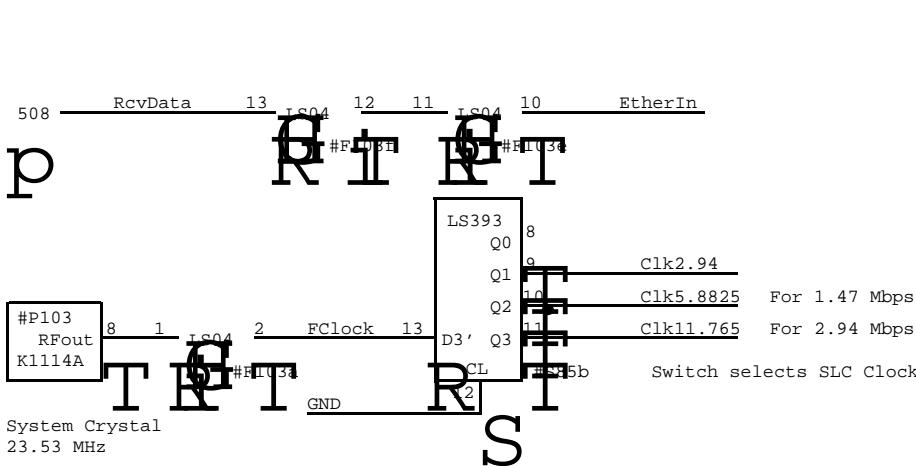 508 RcvData 13 LS04 12 11 LS04 10 EtherIn
#F103f #F103e
p
LS393
Q0 8
Q1 9 Clk2.94
Q2 10 Clk5.8825 For 1.47 Mbps
#P103
RFout 8 1 LS04 2 FClock 13 D3' Q3 11 Clk11.765 For 2.94 Mbps
K1114A
#F103a CL #S85b Switch selects SLC Clock
T R T R T
12
GND
System Crystal
23.53 MHz
S